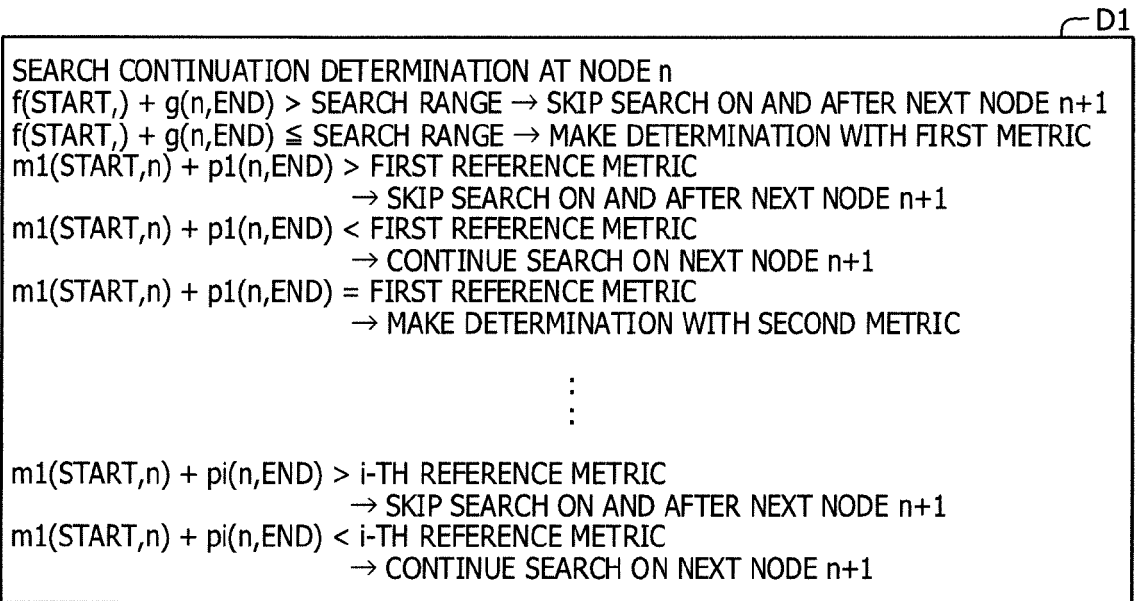 D1
SEARCH CONTINUATION DETERMINATION AT NODE n
f(START,) + g(n,END) > SEARCH RANGE → SKIP SEARCH ON AND AFTER NEXT NODE n+1
f(START,) + g(n,END) ≦ SEARCH RANGE → MAKE DETERMINATION WITH FIRST METRIC
m1(START,n) + p1(n,END) > FIRST REFERENCE METRIC
→ SKIP SEARCH ON AND AFTER NEXT NODE n+1
m1(START,n) + p1(n,END) < FIRST REFERENCE METRIC
→ CONTINUE SEARCH ON NEXT NODE n+1
m1(START,n) + p1(n,END) = FIRST REFERENCE METRIC
→ MAKE DETERMINATION WITH SECOND METRIC
⋮
m1(START,n) + pi(n,END) > i-TH REFERENCE METRIC
→ SKIP SEARCH ON AND AFTER NEXT NODE n+1
m1(START,n) + pi(n,END) < i-TH REFERENCE METRIC
→ CONTINUE SEARCH ON NEXT NODE n+1